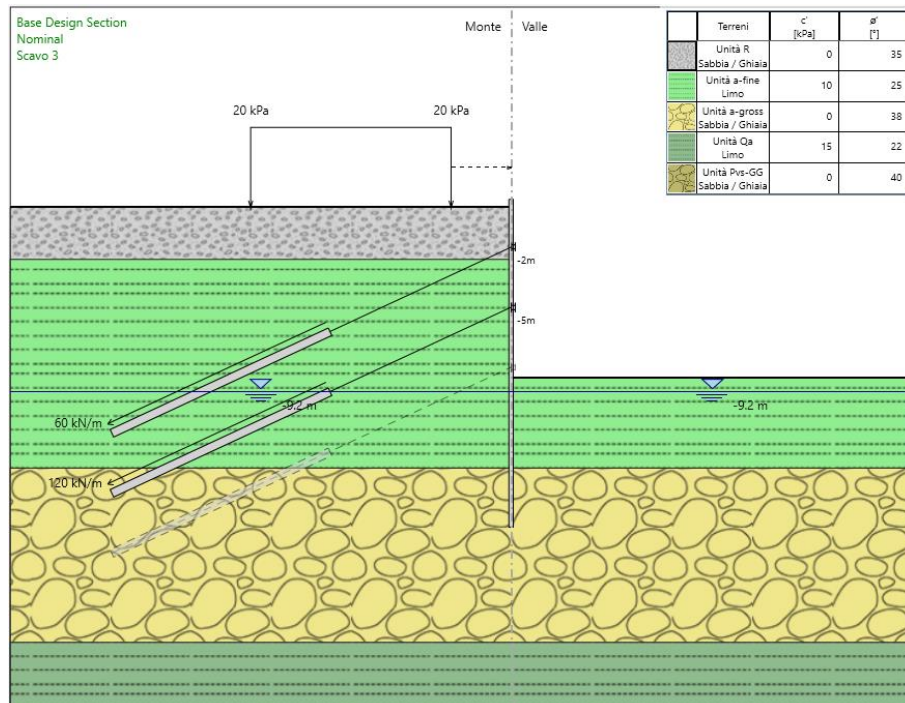 Base Design Section
Nominal
Scavo 3
Monte
Valle
Terreni c' [kPa] ø' [°]
Unità R
Sabbia / Ghiaia 0 35
Unità a-fine
Limo 10 25
Unità a-gross
Sabbia / Ghiaia 0 38
Unità Qa
Limo 15 22
Unità Pvs-GG
Sabbia / Ghiaia 0 40
20 kPa
20 kPa
-2m
-5m
-9.2 m
-9.2 m
60 kN/m
120 kN/m